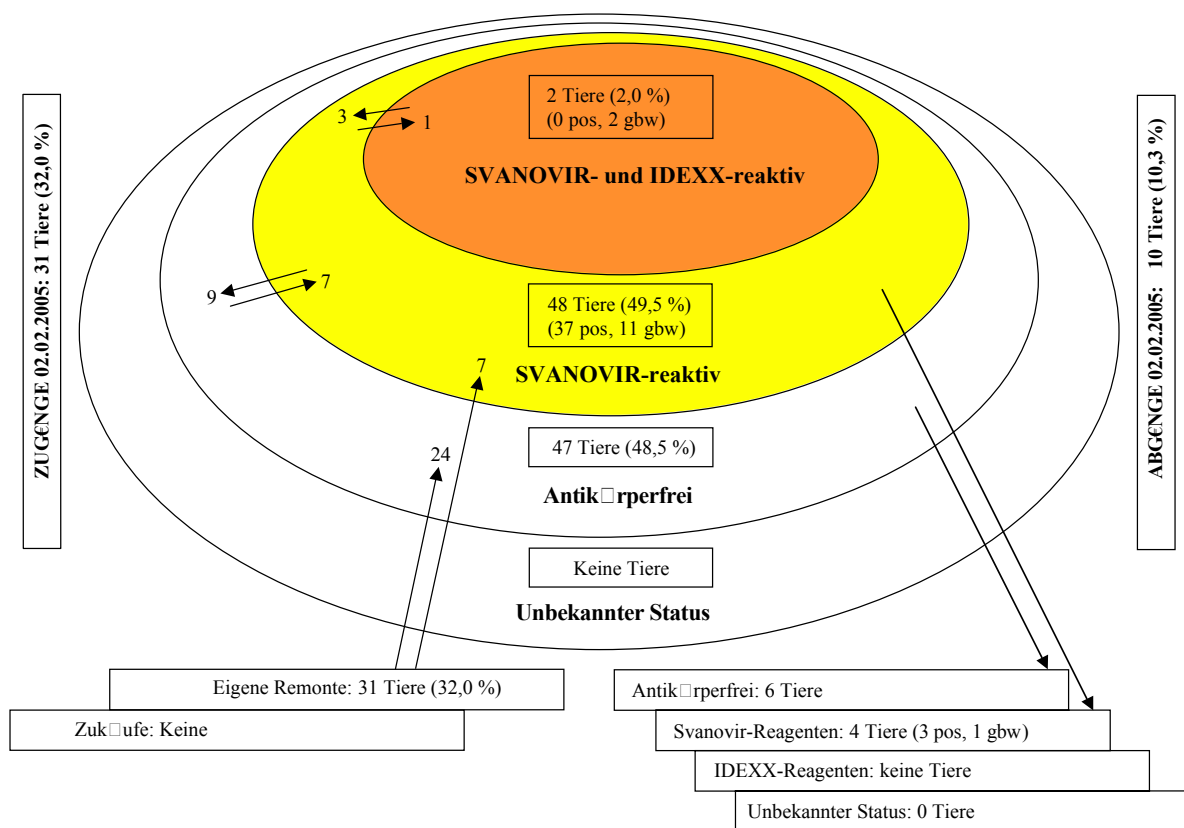 ZUG€NGE 02.02.2005: 31 Tiere (32,0 %)
2 Tiere (2,0 %)
(0 pos, 2 gbw)
3
1
SVANOVIR- und IDEXX-reaktiv
9
7
48 Tiere (49,5 %)
(37 pos, 11 gbw)
7
SVANOVIR-reaktiv
24
47 Tiere (48,5 %)
Antik□rperfrei
Keine Tiere
Unbekannter Status
ABG€NGE 02.02.2005: 10 Tiere (10,3 %)
Eigene Remonte: 31 Tiere (32,0 %)
Zuk□ufe: Keine
Antik□rperfrei: 6 Tiere
Svanovir-Reagenten: 4 Tiere (3 pos, 1 gbw)
IDEXX-Reagenten: keine Tiere
Unbekannter Status: 0 Tiere